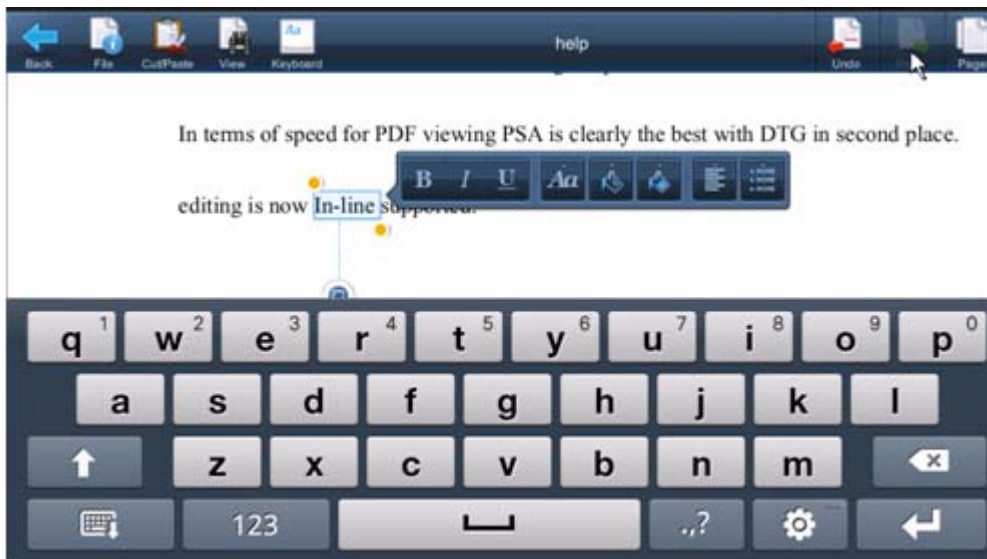 help
Back File Cut/Paste View Keyboard Undo Page
In terms of speed for PDF viewing PSA is clearly the best with DTG in second place.
B I U Aa
editing is now In-line supported.
q 1 w 2 e 3 r 4 t 5 y 6 u 7 i 8 o 9 p 0
a s d f g h j k l
z x c v b n m
123 .,?